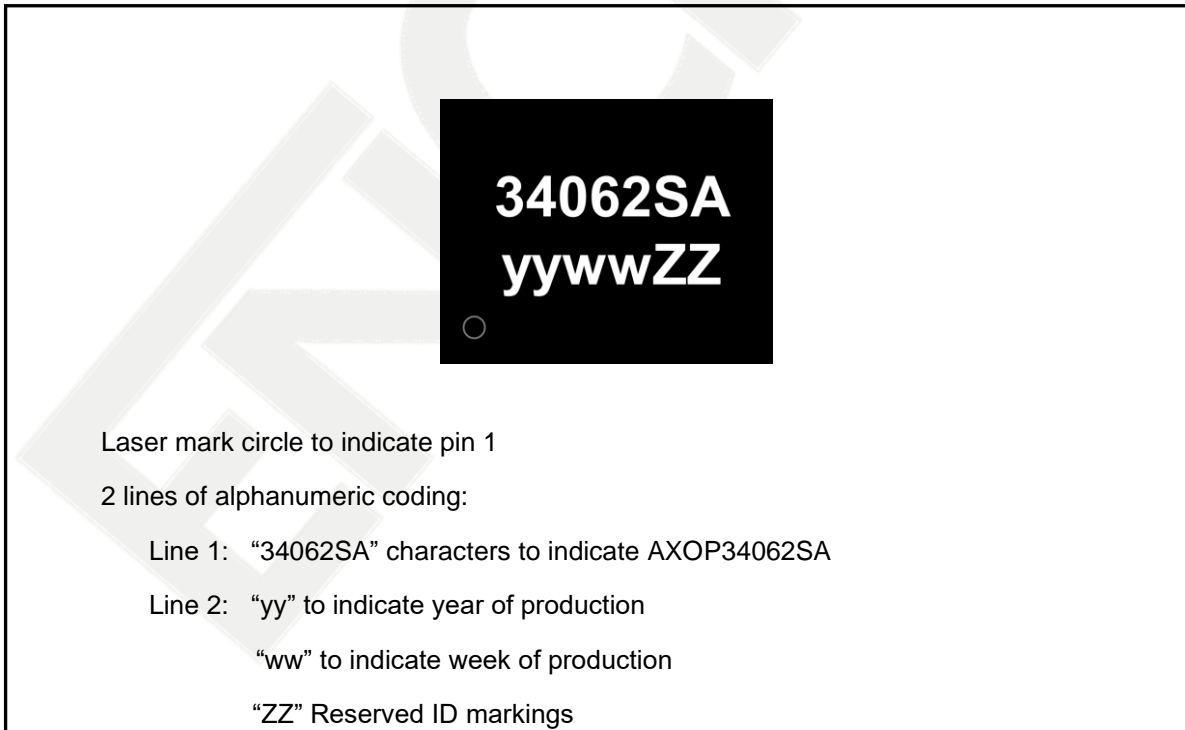 34062SA
yywwZZ
Laser mark circle to indicate pin 1
2 lines of alphanumeric coding:
Line 1: “34062SA” characters to indicate AXOP34062SA
Line 2: “yy” to indicate year of production
“ww” to indicate week of production
“ZZ” Reserved ID markings